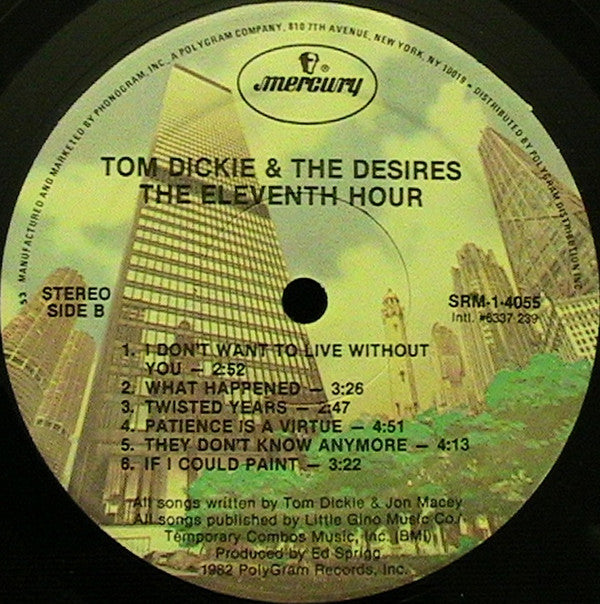 53 MANUFACTURED AND MARKETED BY PHONOGRAM, INC., A POLYGRAM COMPANY, 810 7TH AVENUE, NEW YORK, NY 10019 • DISTRIBUTED BY POLYGRAM DISTRIBUTION INC.
mercury ®
TOM DICKIE & THE DESIRES
THE ELEVENTH HOUR
STEREO
SIDE B
SRM-1-4055
Intl. #6337 239
1. I DON'T WANT TO LIVE WITHOUT
YOU — 2:52
2. WHAT HAPPENED — 3:26
3. TWISTED YEARS — 2:47
4. PATIENCE IS A VIRTUE — 4:51
5. THEY DON'T KNOW ANYMORE — 4:13
6. IF I COULD PAINT — 3:22
All songs written by Tom Dickie & Jon Macey
All songs published by Little Gino Music Co./
Temporary Combos Music, Inc. (BMI)
Produced by Ed Sprigg
1982 PolyGram Records, Inc.